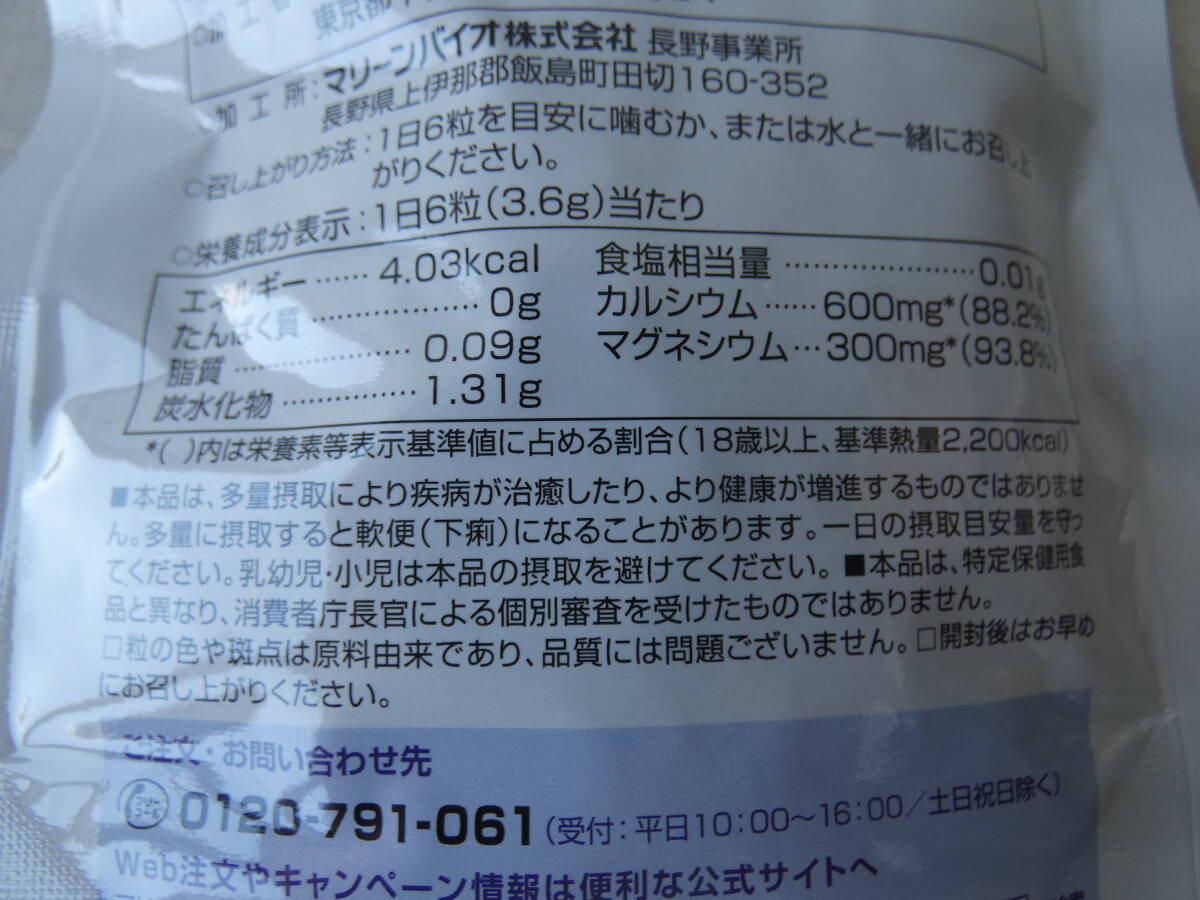 東京都
マリーンバイオ株式会社 長野事業所
○加工所：長野県上伊那郡飯島町田切160-352
○召し上がり方法：1日6粒を目安に噛むか、または水と一緒にお召し上
がりください。
○栄養成分表示：1日6粒(3.6g)当たり
エネルギー……4.03kcal 食塩相当量…………………0.01g
たんぱく質………………0g カルシウム……600mg*(88.2%)
脂質………………0.09g マグネシウム…300mg*(93.8%)
炭水化物……………1.31g
*( )内は栄養素等表示基準値に占める割合(18歳以上、基準熱量2,200kcal)
■本品は、多量摂取により疾病が治癒したり、より健康が増進するものではありませ
ん。多量に摂取すると軟便(下痢)になることがあります。一日の摂取目安量を守っ
てください。乳幼児・小児は本品の摂取を避けてください。■本品は、特定保健用食
品と異なり、消費者庁長官による個別審査を受けたものではありません。
□粒の色や斑点は原料由来であり、品質には問題ございません。□開封後はお早め
にお召し上がりください。
ご注文・お問い合わせ先
フリーコール 0120-791-061(受付：平日10：00〜16：00／土日祝日除く)
Web注文やキャンペーン情報は便利な公式サイトへ